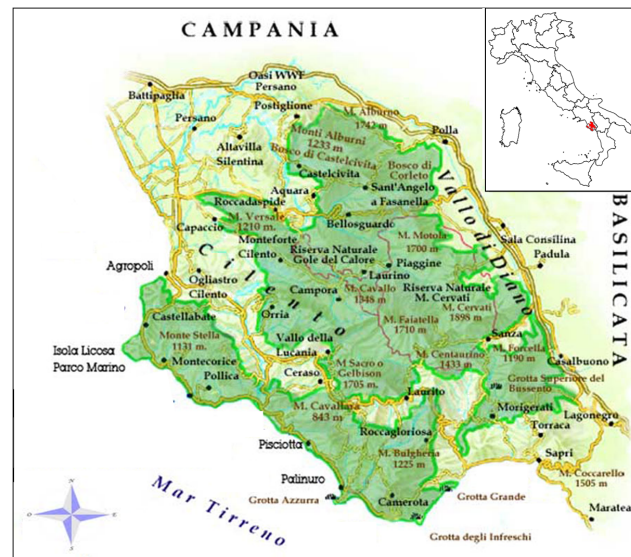 CAMPANIA
Oasi WWF
Persano
Battipaglia
Postiglione
M. Alburno
1742 m
Persano
Polla
Monti Alburni
1233 m
Altavilla
Silentina
Bosco di Castelcivita
Bosco di
Corleto
Castelcivita
Aquara
Sant'Angelo
a Fasanella
Vallo di Diano
BASILICATA
Roccadaspide
M. Versale
1210 m.
Bellosguardo
Capaccio
M. Motola
1700 m
Sala Consilina
Cilento
Monteforte
Cilento
Riserva Naturale
Gole del Calore
Piaggine
Padula
Agropoli
Laurino
Ogliastro
Cilento
Campora
M. Cavallo
1348 m
Riserva Naturale
M. Cervati
M. Cervati
1898 m
Castellabate
Orria
M. Faiatella
1710 m
Sanza
Monte Stella
1131 m.
Vallo della
Lucania
M. Forcella
1190 m
Isola Licosa
Parco Marino
Montecorice
M. Centaurino
1433 m
Casalbuono
M Sacro o
Gelbison
1705 m.
Ceraso
Grotta Superiore del
Bussento
Pollica
Laurito
M. Cavallara
843 m
Morigerati
Lagonegro
Roccagloriosa
Torraca
Pisciotta
M. Bulgheria
1225 m
Sapri
M. Coccarello
1505 m
Palinuro
Grotta Azzurra
Camerota
Grotta Grande
Maratea
Mar Tirreno
Grotta degli Infreschi
N
O
E
S